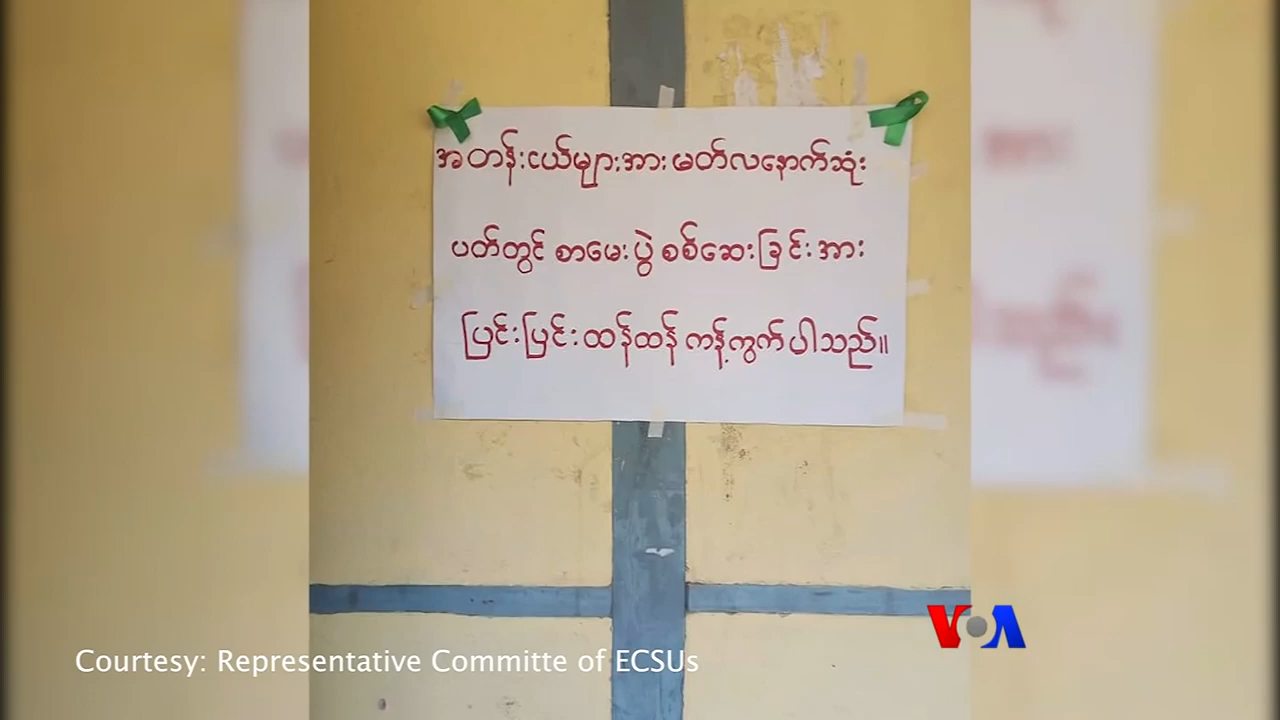 အတန်းငယ်များအား မတ်လနောက်ဆုံး
ပတ်တွင် စာမေးပွဲ စစ်ဆေးခြင်းအား
ပြင်းပြင်းထန်ထန် ကန့်ကွက်ပါသည်။
VOA
Courtesy: Representative Committe of ECSUs